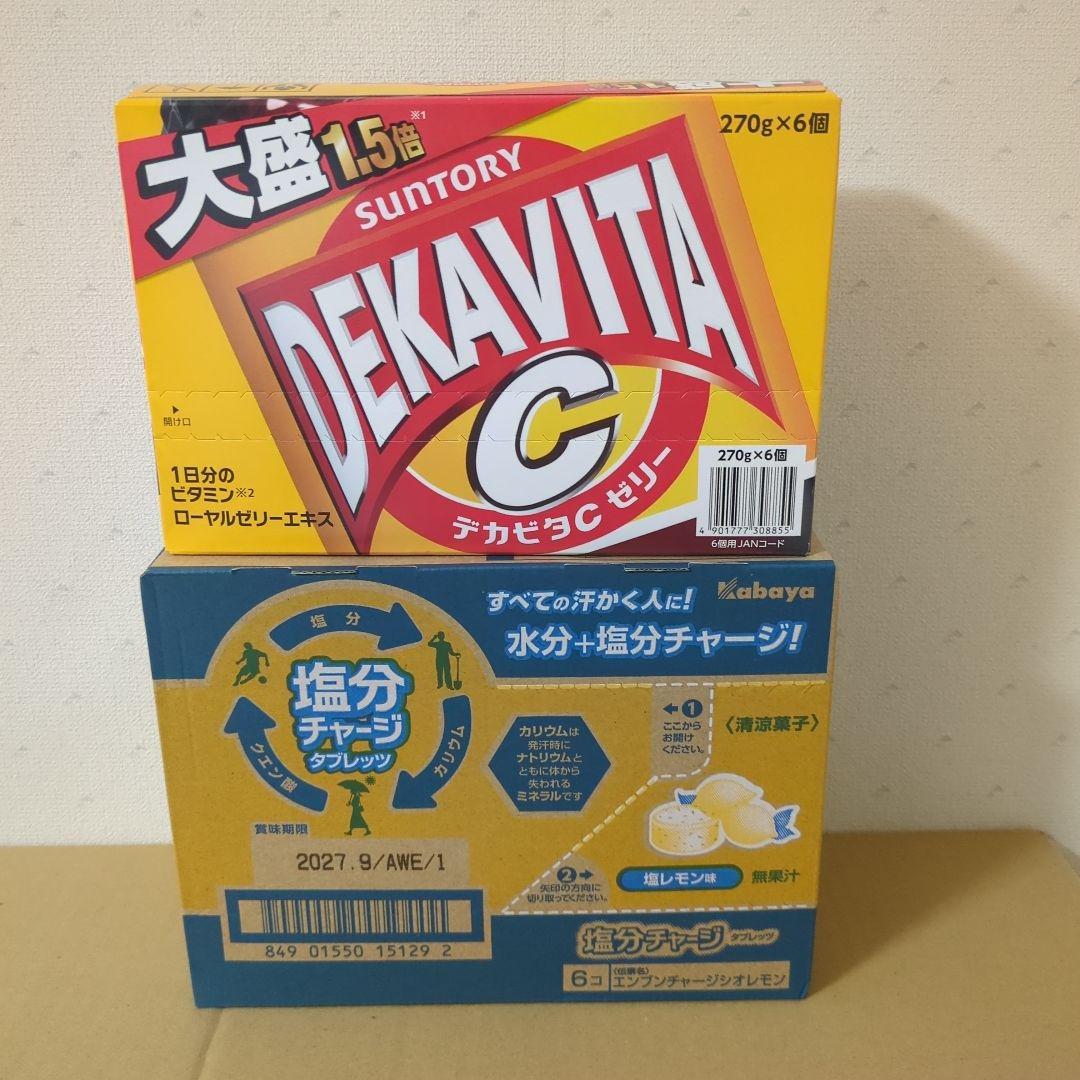 大盛1.5倍※1
270g×6個
SUNTORY
DEKAVITA
C
デカビタC ゼリー
▶
開け口
1日分の
ビタミン※2
ローヤルゼリーエキス
270g×6個
4 901777 308855
6個用JANコード
すべての汗かく人に!
Kabaya
水分+塩分チャージ!
塩分
カリウム
クエン酸
塩分
チャージ
タブレッツ
カリウムは
発汗時に
ナトリウムと
ともに体から
失われる
ミネラルです
←1
ここから
お開け
ください。
〈清涼菓子〉
賞味期限
2027.9/AWE/1
塩レモン味
無果汁
2→
矢印の方向に
切り取ってください。
849 01550 15129 2
塩分チャージ タブレッツ
6コ
〈伝票名〉
エンブンチャージシオレモン